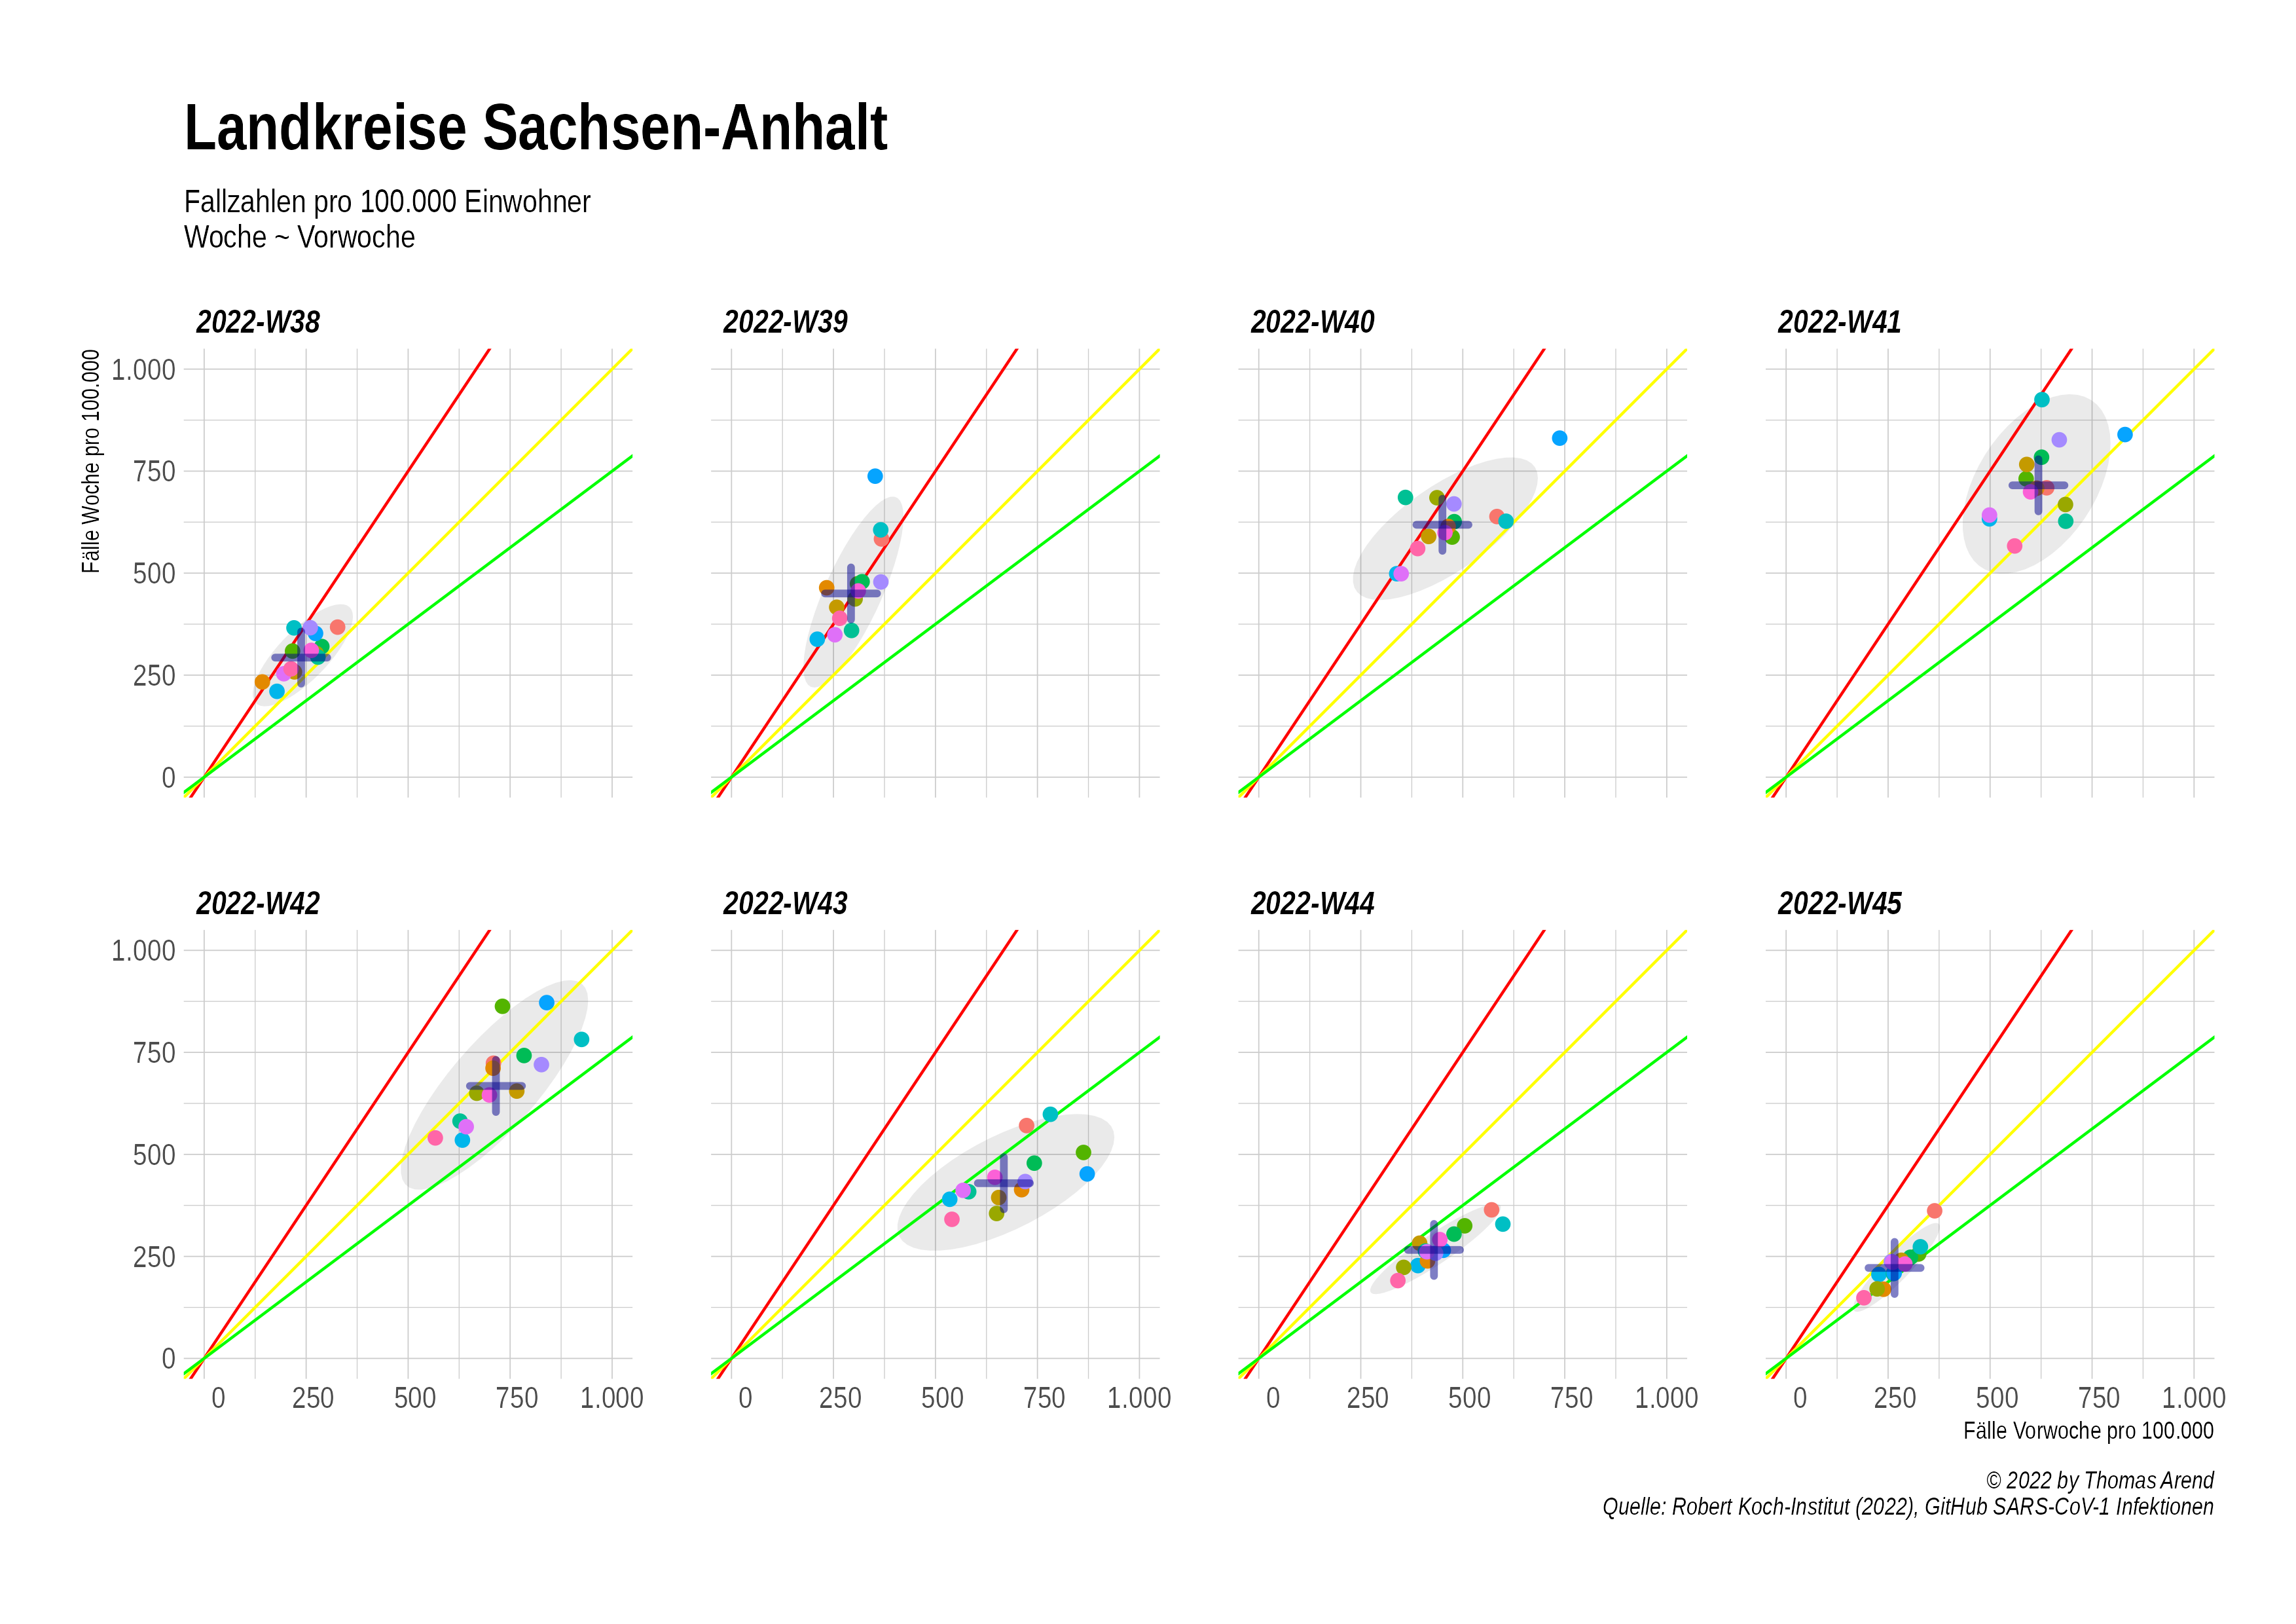 Landkreise Sachsen-Anhalt
Fallzahlen pro 100.000 Einwohner
Woche ~ Vorwoche
2022-W38
2022-W39
2022-W40
2022-W41
Fälle Woche pro 100.000
1.000
750
500
250
0
2022-W42
2022-W43
2022-W44
2022-W45
1.000
750
500
250
0
0 250 500 750 1.000
0 250 500 750 1.000
0 250 500 750 1.000
0 250 500 750 1.000
Fälle Vorwoche pro 100.000
© 2022 by Thomas Arend
Quelle: Robert Koch-Institut (2022), GitHub SARS-CoV-1 Infektionen